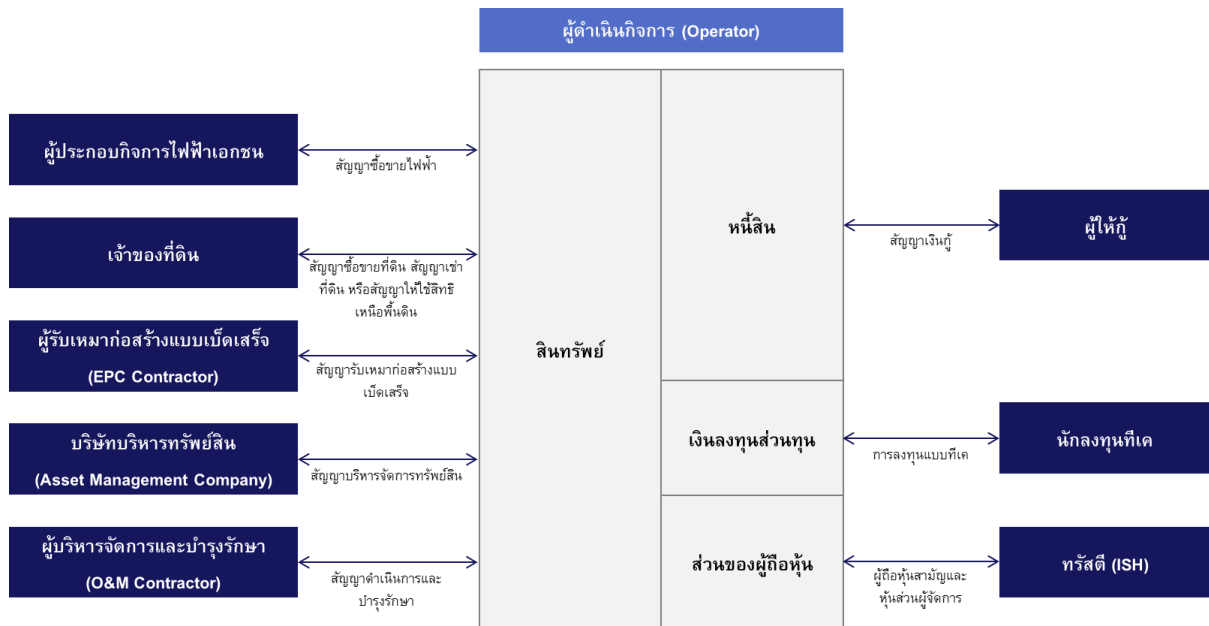 ผู้ดำเนินกิจการ (Operator)
ผู้ประกอบกิจการไฟฟ้าเอกชน
สัญญาซื้อขายไฟฟ้า
เจ้าของที่ดิน
สัญญาซื้อขายที่ดิน สัญญาเช่า
ที่ดิน หรือสัญญาให้ใช้สิทธิ
เหนือพื้นดิน
ผู้รับเหมาก่อสร้างแบบเบ็ดเสร็จ
(EPC Contractor)
สัญญารับเหมาก่อสร้างแบบ
เบ็ดเสร็จ
บริษัทบริหารทรัพย์สิน
(Asset Management Company)
สัญญาบริหารจัดการทรัพย์สิน
ผู้บริหารจัดการและบำรุงรักษา
(O&M Contractor)
สัญญาดำเนินการและ
บำรุงรักษา
สินทรัพย์
หนี้สิน
สัญญาเงินกู้
ผู้ให้กู้
เงินลงทุนส่วนทุน
การลงทุนแบบทีเค
นักลงทุนทีเค
ส่วนของผู้ถือหุ้น
ผู้ถือหุ้นสามัญและ
หุ้นส่วนผู้จัดการ
ทรัสตี (ISH)